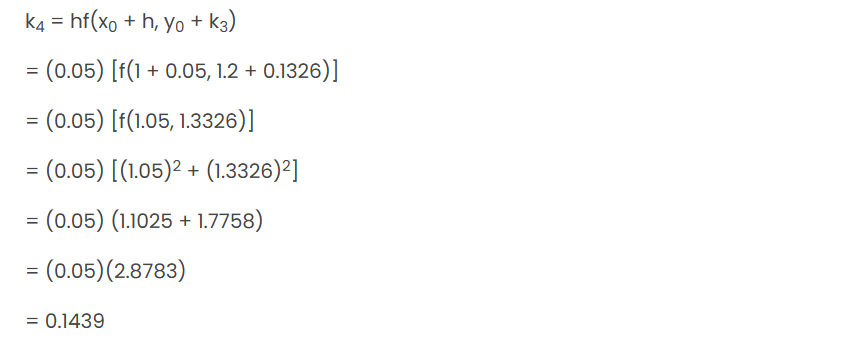 k₄ = hf(x₀ + h, y₀ + k₃)
= (0.05) [f(1 + 0.05, 1.2 + 0.1326)]
= (0.05) [f(1.05, 1.3326)]
= (0.05) [(1.05)² + (1.3326)²]
= (0.05) (1.1025 + 1.7758)
= (0.05)(2.8783)
= 0.1439